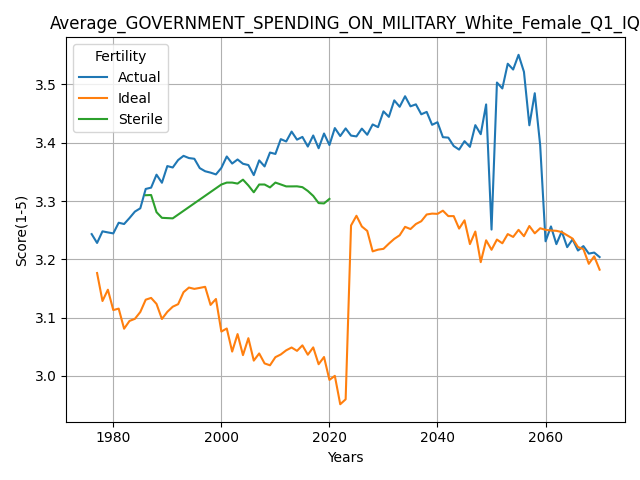 Average_GOVERNMENT_SPENDING_ON_MILITARY_White_Female_Q1_IQ
Fertility
Actual
Ideal
Sterile
Score(1-5)
3.5
3.4
3.3
3.2
3.1
3.0
1980 2000 2020 2040 2060
Years